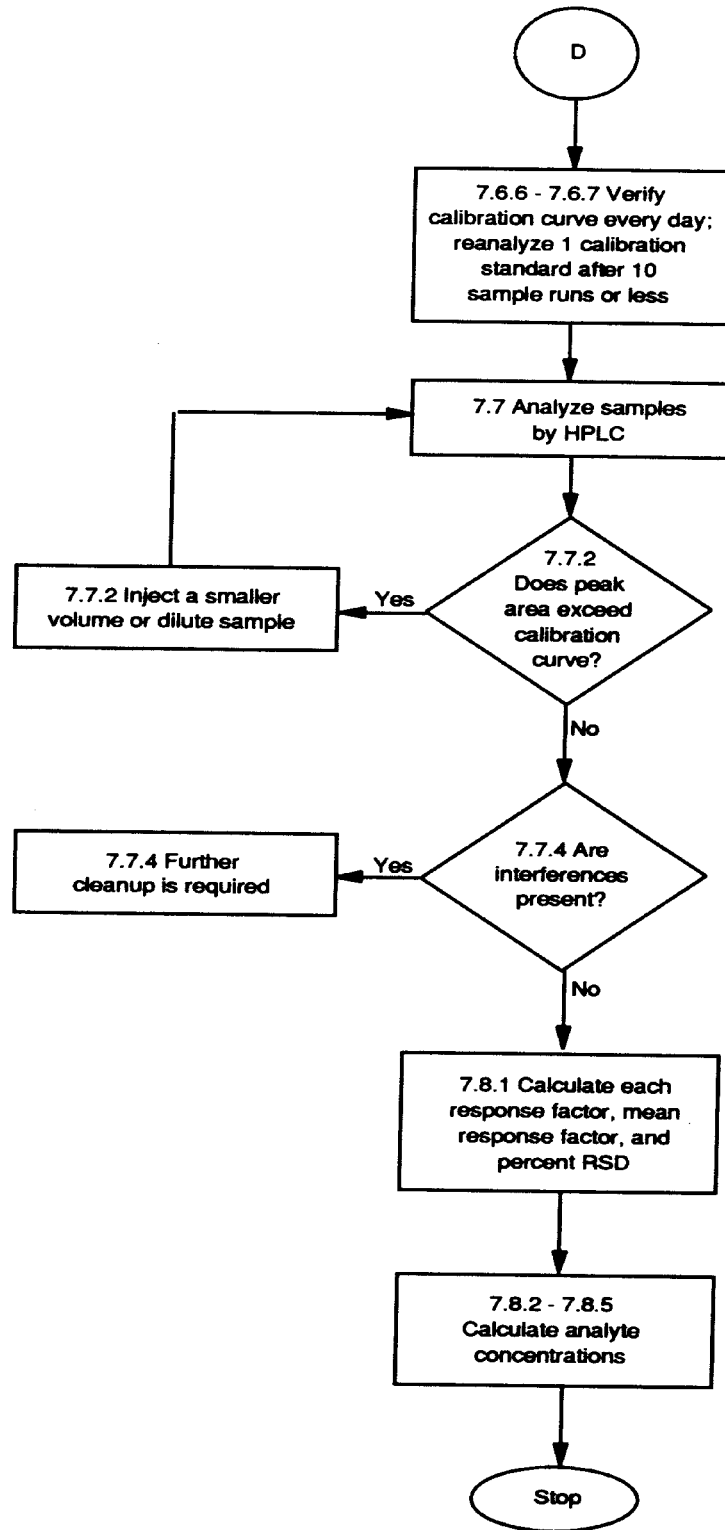 D
7.6.6 - 7.6.7 Verify
calibration curve every day;
reanalyze 1 calibration
standard after 10
sample runs or less
7.7 Analyze samples
by HPLC
7.7.2
Does peak
area exceed
calibration
curve?
Yes
7.7.2 Inject a smaller
volume or dilute sample
No
7.7.4 Are
interferences
present?
Yes
7.7.4 Further
cleanup is required
No
7.8.1 Calculate each
response factor, mean
response factor, and
percent RSD
7.8.2 - 7.8.5
Calculate analyte
concentrations
Stop